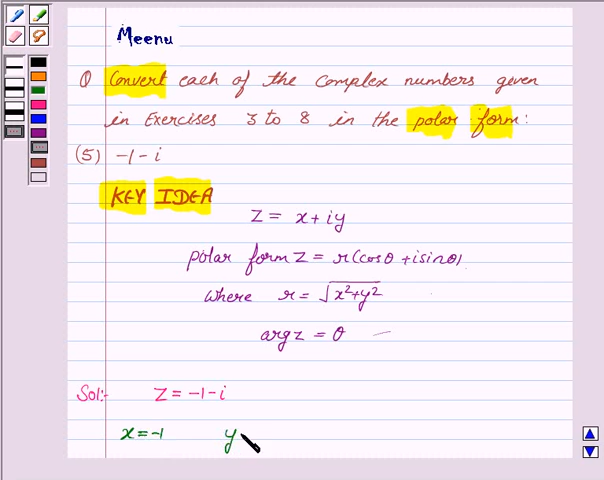 Meenu
Q Convert each of the complex numbers given
in Exercises 3 to 8 in the polar form:
(5) -1 - i
KEY IDEA
Z = x + iy
polar form Z = r(cosθ + isinθ).
where r = √x²+y²
argz = θ
Sol:- Z = -1 - i
x = -1 y